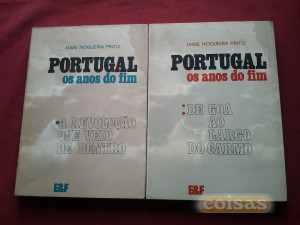 JAIME NOGUEIRA PINTO
PORTUGAL
os anos do fim
A REVOLUÇÃO
QUE VEIO
DE DENTRO
E&F
JAIME NOGUEIRA PINTO
PORTUGAL
os anos do fim
DE GOA
AO
LARGO
DO CARMO
E&F
coisas